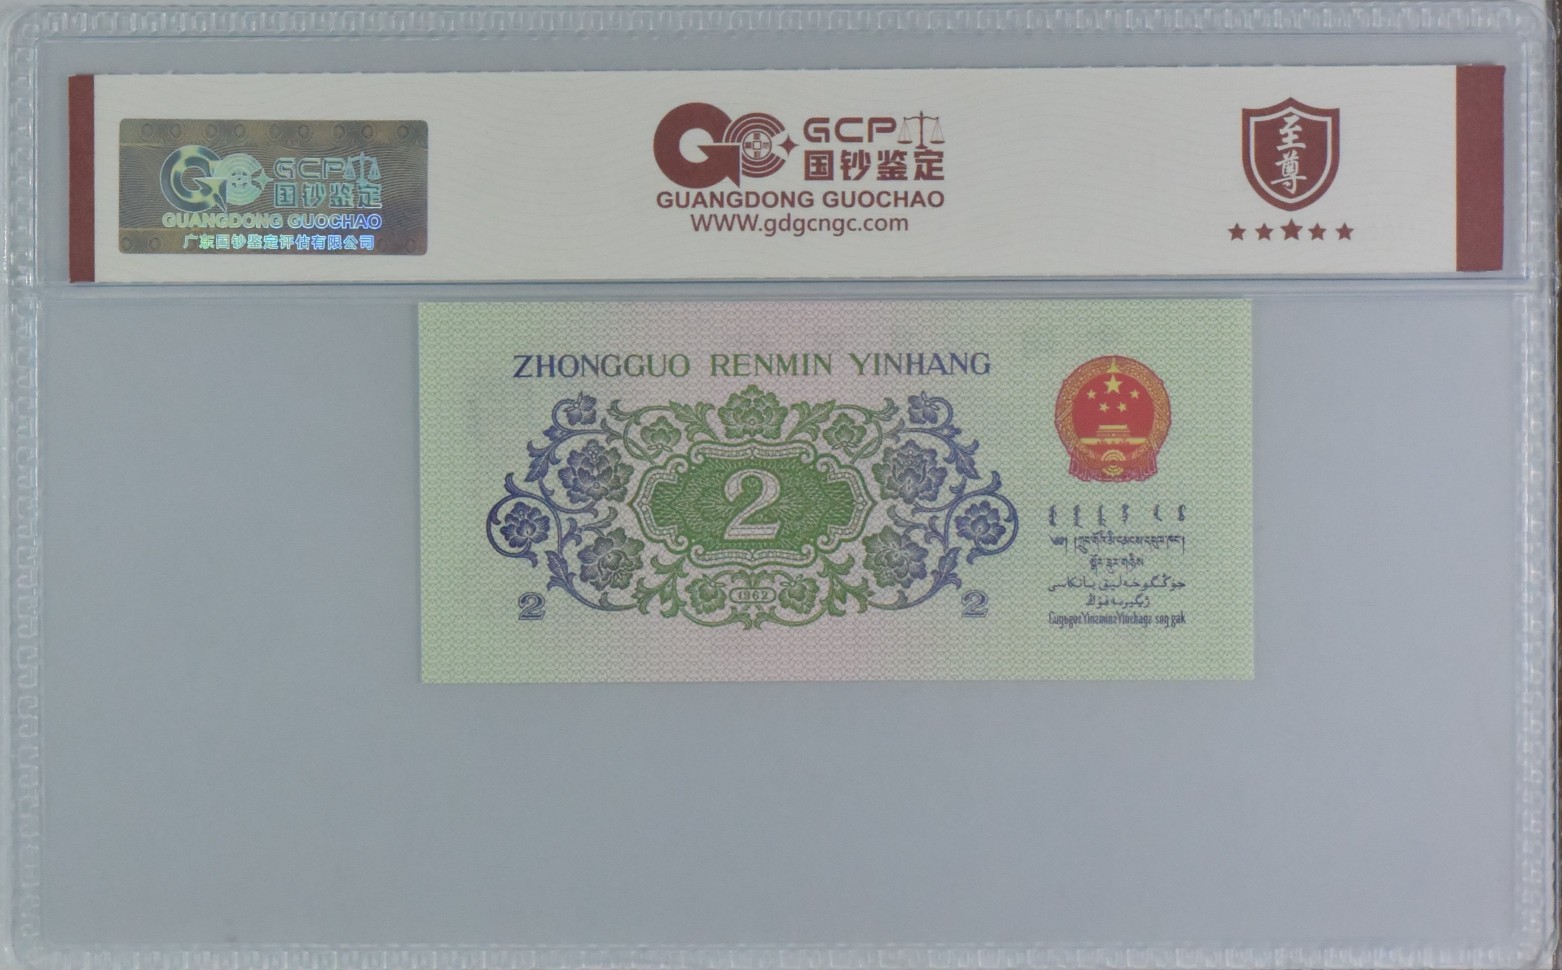 GCP
国钞鉴定
GUANGDONG GUOCHAO
广东国钞鉴定评估有限公司
GCP
国钞鉴定
GUANGDONG GUOCHAO
WWW.gdgcngc.com
至尊
ZHONGGUO RENMIN YINHANG
2
1962
2
2
جۇڭگوخەلىق بانكاسى